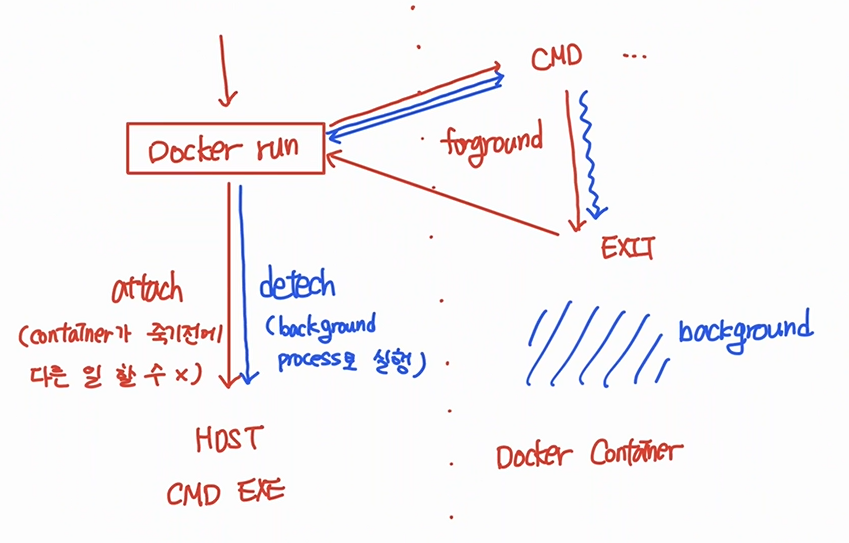 CMD ...
Docker run
forground
EXIT
attach
(container가 죽기전에
다른 일 할 수 x)
detech
(background
process로 실행)
background
HOST
CMD EXE
Docker Container